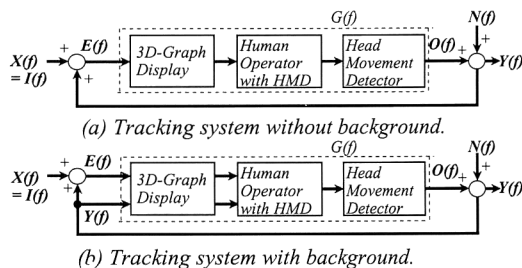 G(f)
N(f)
X(f) + E(f) 3D-Graph Human Head O(f) + + Y(f)
= I(f) + Display Operator Movement
with HMD Detector
(a) Tracking system without background.
G(f)
N(f)
X(f) + E(f) 3D-Graph Human Head O(f) + + Y(f)
= I(f) + Display Operator Movement
Y(f) with HMD Detector
(b) Tracking system with background.